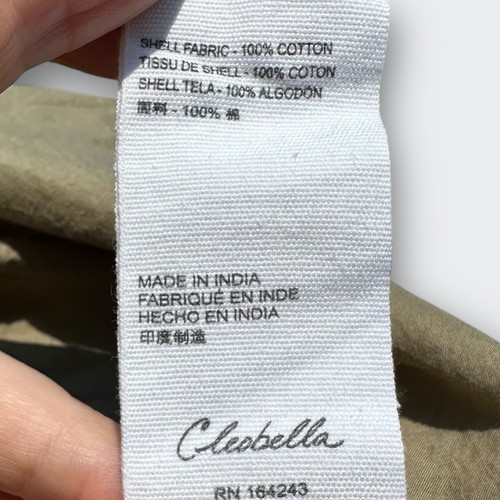 SHELL FABRIC - 100% COTTON
TISSU DE SHELL - 100% COTON
SHELL TELA - 100% ALGODÓN
面料 - 100% 棉
MADE IN INDIA
FABRIQUÉ EN INDE
HECHO EN INDIA
印度制造
Cleobella
RN 164243